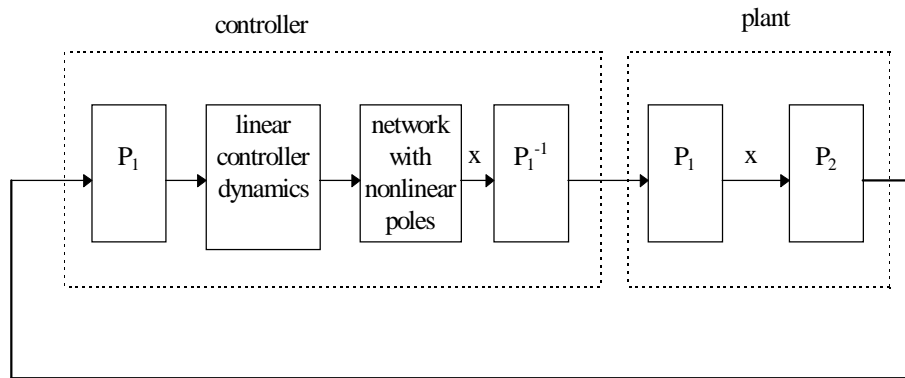 controller
plant
P₁
linear
controller
dynamics
network
with
nonlinear
poles
x
P₁⁻¹
P₁
x
P₂